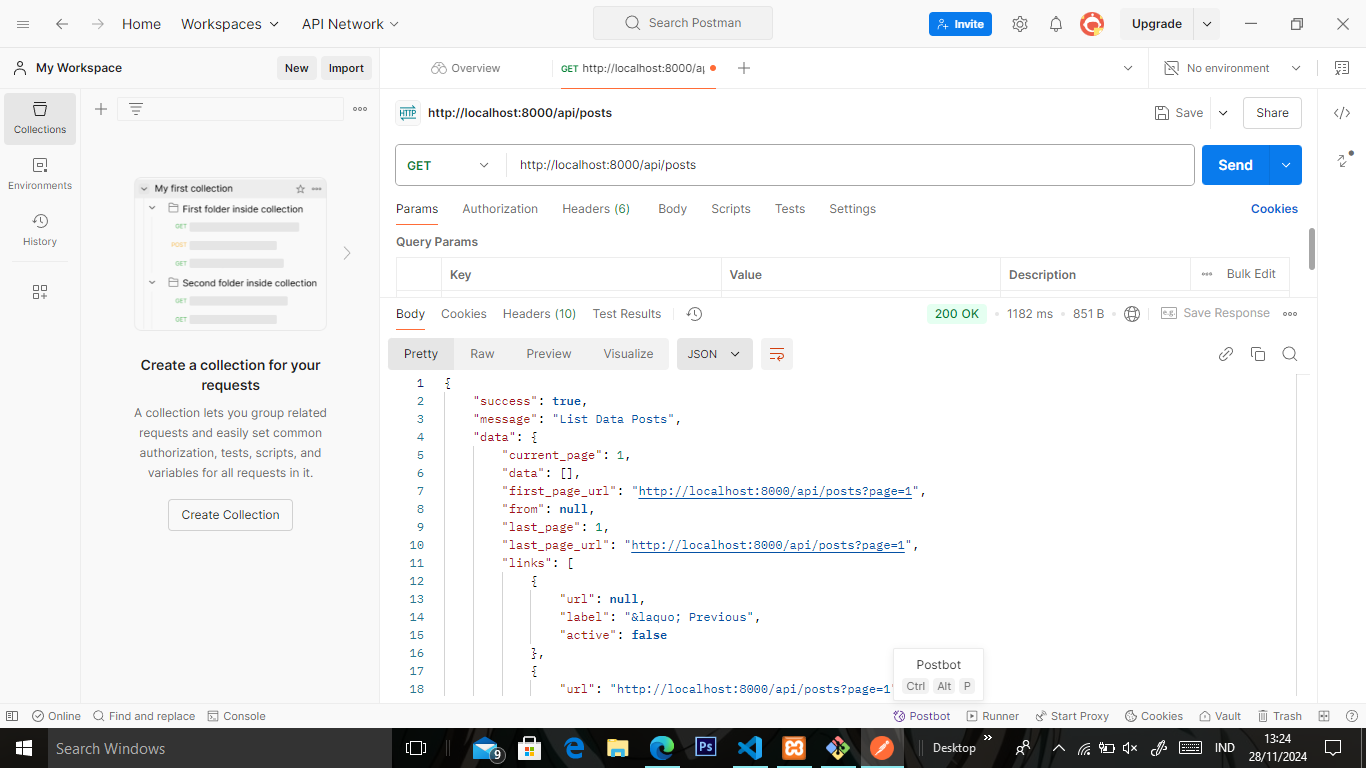 Home Workspaces API Network Search Postman Invite Upgrade
My Workspace New Import Overview GET http://localhost:8000/ap No environment
Collections
Environments
History
My first collection
First folder inside collection
GET
POST
GET
Second folder inside collection
GET
GET
Create a collection for your
requests
A collection lets you group related
requests and easily set common
authorization, tests, scripts, and
variables for all requests in it.
Create Collection
HTTP http://localhost:8000/api/posts Save Share
GET http://localhost:8000/api/posts Send
Params Authorization Headers (6) Body Scripts Tests Settings Cookies
Query Params
Key Value Description Bulk Edit
Body Cookies Headers (10) Test Results 200 OK 1182 ms 851 B e.g. Save Response
Pretty Raw Preview Visualize JSON
1 {
2 "success": true,
3 "message": "List Data Posts",
4 "data": {
5 "current_page": 1,
6 "data": [],
7 "first_page_url": "http://localhost:8000/api/posts?page=1",
8 "from": null,
9 "last_page": 1,
10 "last_page_url": "http://localhost:8000/api/posts?page=1",
11 "links": [
12 {
13 "url": null,
14 "label": "&laquo; Previous",
15 "active": false
16 },
17 {
18 "url": "http://localhost:8000/api/posts?page=1"
Postbot
Ctrl Alt P
Online Find and replace Console Postbot Runner Start Proxy Cookies Vault Trash
Search Windows 9 Ps Desktop IND 13:24
28/11/2024